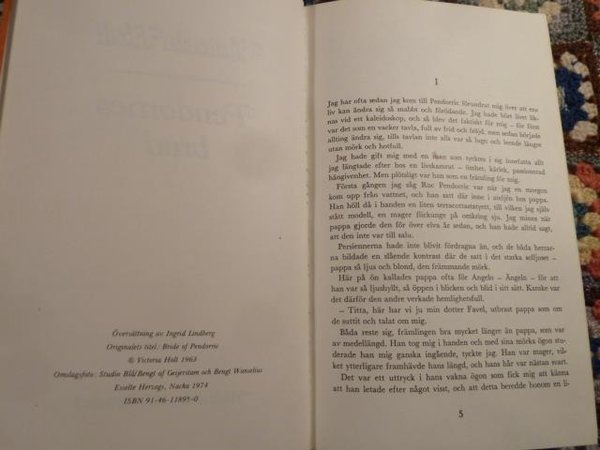 Översättning av Ingrid Lindberg
Originalets titel: Bride of Pendorric
© Victoria Holt 1963
Omslagsfoto: Studio Bild/Bengt af Geijerstam och Bengt Wanselius
Esselte Herzogs, Nacka 1974
ISBN 91-46-11895-0
1
Jag har ofta sedan jag kom till Pendorric förundrat mig över att ens
liv kan ändra sig så snabbt och förödande. Jag hade hört livet lik-
nas vid ett kaleidoskop, och så blev det faktiskt för mig – för först
var det som en vacker tavla, full av frid och fröjd, men sedan började
allting ändra sig, tills tavlan inte alls var så lugn och leende längre
utan mörk och hotfull.
Jag hade gift mig med en man som tycktes i sig innefatta allt
jag längtade efter hos en livskamrat – ömhet, kärlek, passionerad
hängivenhet. Men plötsligt var han som en främling för mig.
Första gången jag såg Roc Pendorric var när jag en morgon
kom upp från vattnet, och han satt där inne i ateljén hos pappa.
Han höll då i handen en liten terracottastatyett, till vilken jag själv
stått modell, en mager flickunge på omkring sju. Jag minns när
pappa gjorde den för över elva år sedan, och han hade alltid sagt,
att den inte var till salu.
Persiennerna hade inte blivit fördragna än, och de båda herrar-
na bildade en slående kontrast där de satt i det starka solljuset –
pappa så ljus och blond, den främmande mörk.
Här på ön kallades pappa ofta för Angelo – Ängeln – för att
han var så ljushyllt, så öppen i blicken och blid i sitt sätt. Kanske var
det därför den andre verkade hemlighetsfull.
– Titta, här har vi ju min dotter Favel, utbrast pappa som om
de suttit och talat om mig.
Båda reste sig, främlingen bra mycket längre än pappa, som var
av medellängd. Han tog mig i handen och med sina mörka ögon stu-
derade han mig ganska ingående, tyckte jag. Han var mager, vil-
ket ytterligare framhävde hans längd, och hans hår var nästan svart.
Det var ett uttryck i hans vakna ögon som fick mig att känna
att han letade efter något visst, och att detta beredde honom en li-
5